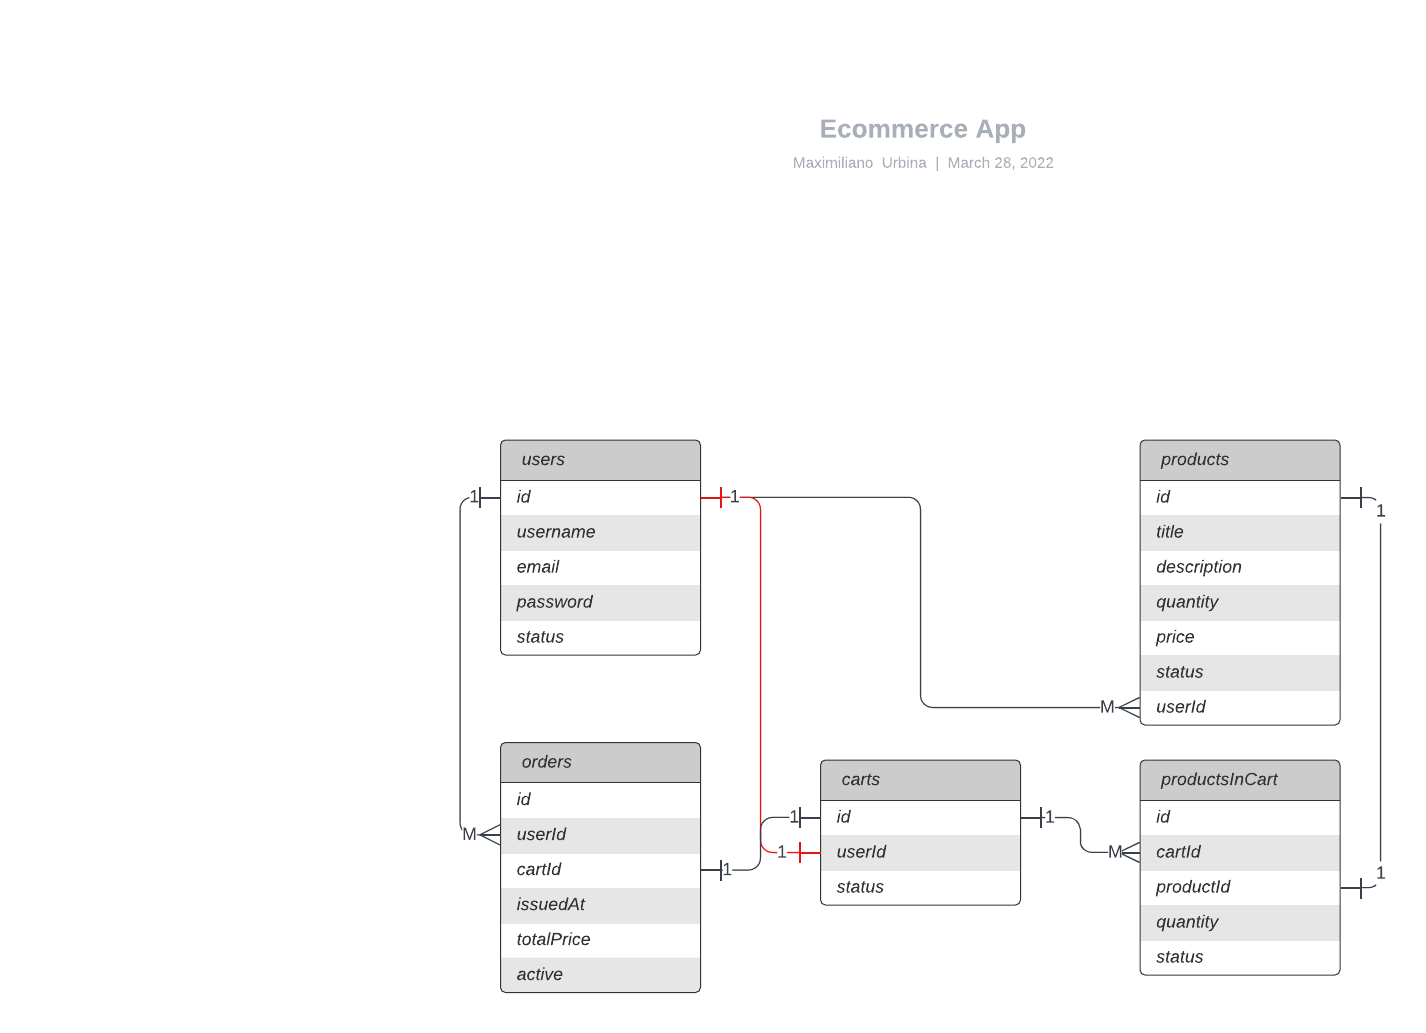 Ecommerce App
Maximiliano Urbina | March 28, 2022
users
id
username
email
password
status
1
1
products
id
title
description
quantity
price
status
userId
1
M
orders
id
userId
cartId
issuedAt
totalPrice
active
M
1
carts
id
userId
status
1
1
1
productsInCart
id
cartId
productId
quantity
status
M
1